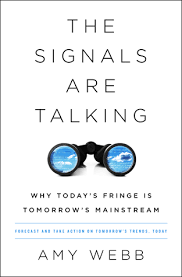 THE
SIGNALS
ARE
TALKING
WHY TODAY'S FRINGE IS
TOMORROW'S MAINSTREAM
FORECAST AND TAKE ACTION ON
TOMORROW'S TRENDS, TODAY
AMY WEBB